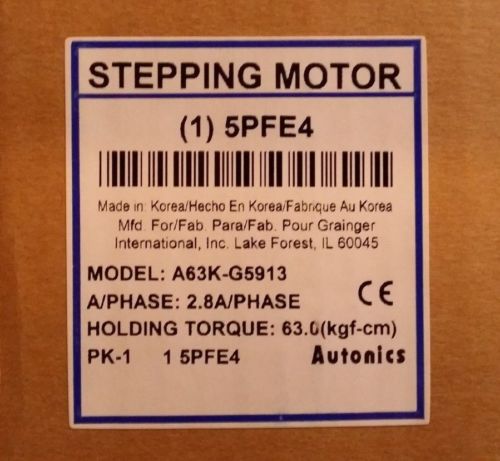 STEPPING MOTOR
(1) 5PFE4
Made in: Korea/Hecho En Korea/Fabrique Au Korea
Mfd. For/Fab. Para/Fab. Pour Grainger
International, Inc. Lake Forest, IL 60045
MODEL: A63K-G5913
A/PHASE: 2.8A/PHASE CE
HOLDING TORQUE: 63.0(kgf-cm)
PK-1 1 5PFE4 Autonics